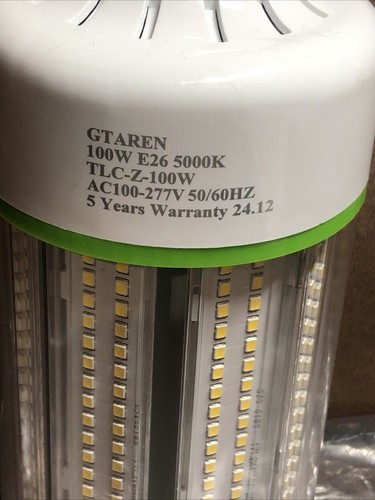 GTAREN
100W E26 5000K
TLC-Z-100W
AC100-277V 50/60HZ
5 Years Warranty 24.12